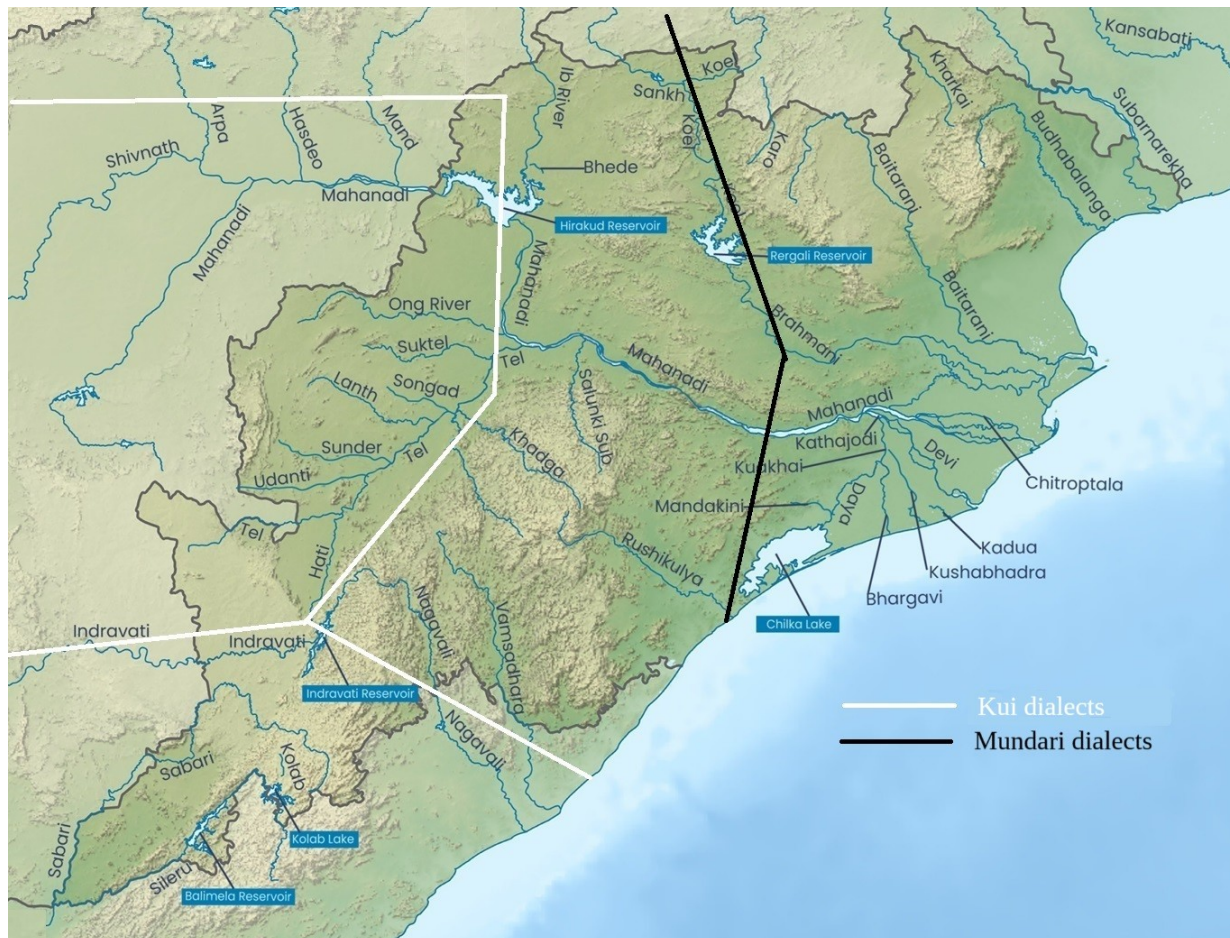 Kansabati
Koel
Sankh
Ib River
Kharkai
Subarnarekha
Arpa
Hasdeo
Mand
Koel
Karo
Budhabalanga
Shivnath
Baitarani
Bhede
Mahanadi
Koel
Mahanadi
Hirakud Reservoir
Rergali Reservoir
Mahanadi
Ong River
Baitarani
Brahmani
Suktel
Tel
Lanth
Songad
Mahanadi
Salunki Sub
Mahanadi
Khadga
Sunder
Tel
Kathajodi
Devi
Udanti
Kuakhai
Chitroptala
Mandakini
Daya
Tel
Hati
Rushikulya
Kadua
Kushabhadra
Bhargavi
Nagavali
Vamsadhara
Chilka Lake
Indravati
Indravati
Indravati Reservoir
Kui dialects
Mundari dialects
Nagavali
Sabari
Kolab
Kolab Lake
Sabari
Sileru
Balimela Reservoir